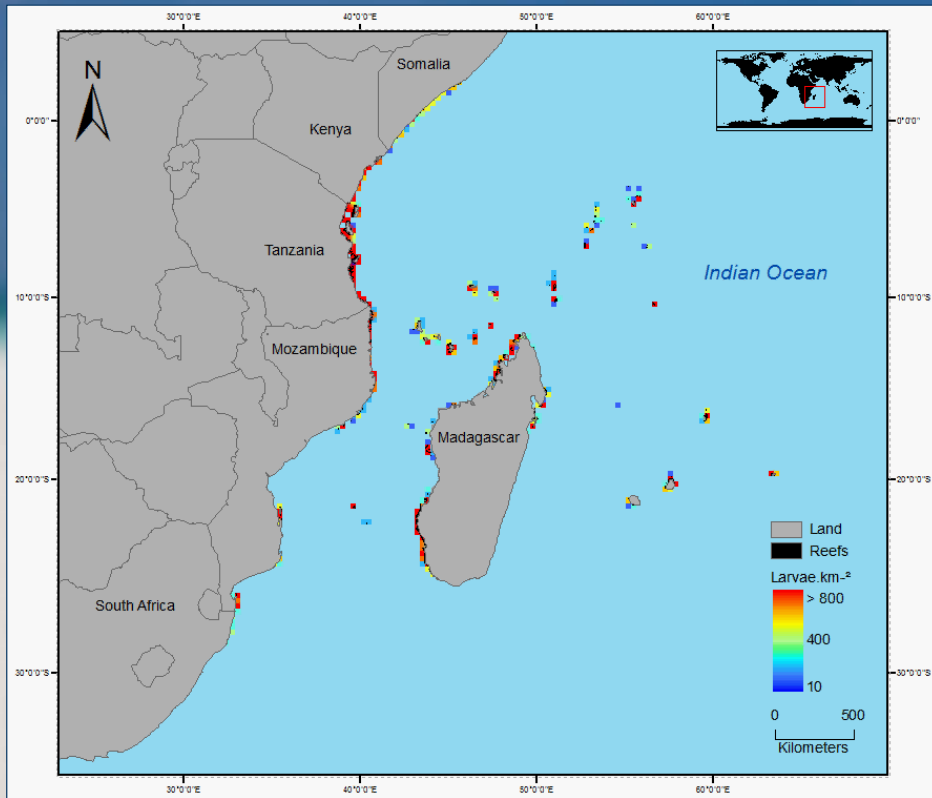 30°0'0"E 40°0'0"E 50°0'0"E 60°0'0"E
N
Somalia
0°0'0" 0°0'0"
Kenya
Tanzania
Indian Ocean
10°0'0"S 10°0'0"S
Mozambique
Madagascar
20°0'0"S 20°0'0"S
Land
Reefs
Larvae.km-²
> 800
South Africa
400
30°0'0"S 30°0'0"S
10
0 500
Kilometers
30°0'0"E 40°0'0"E 50°0'0"E 60°0'0"E